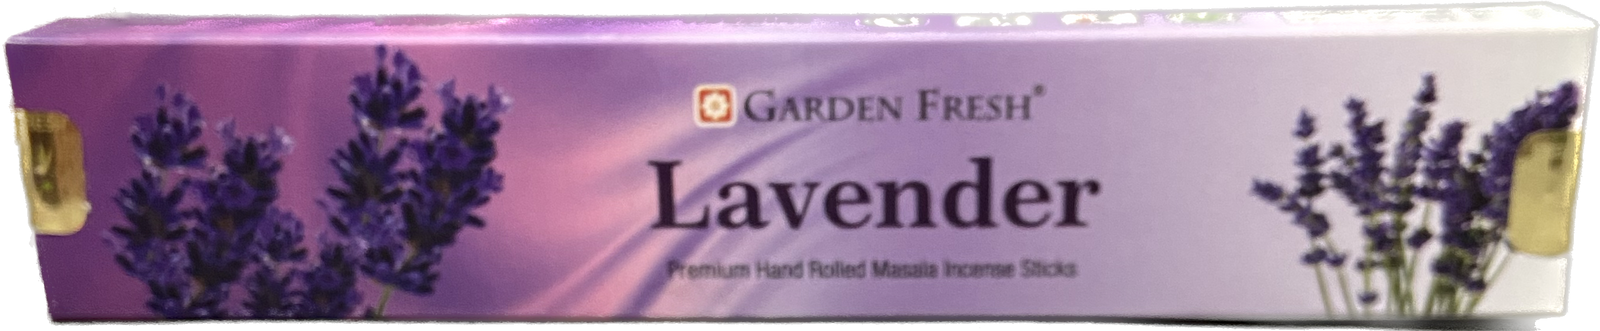 GARDEN FRESH®
Lavender
Premium Hand Rolled Masala Incense Sticks